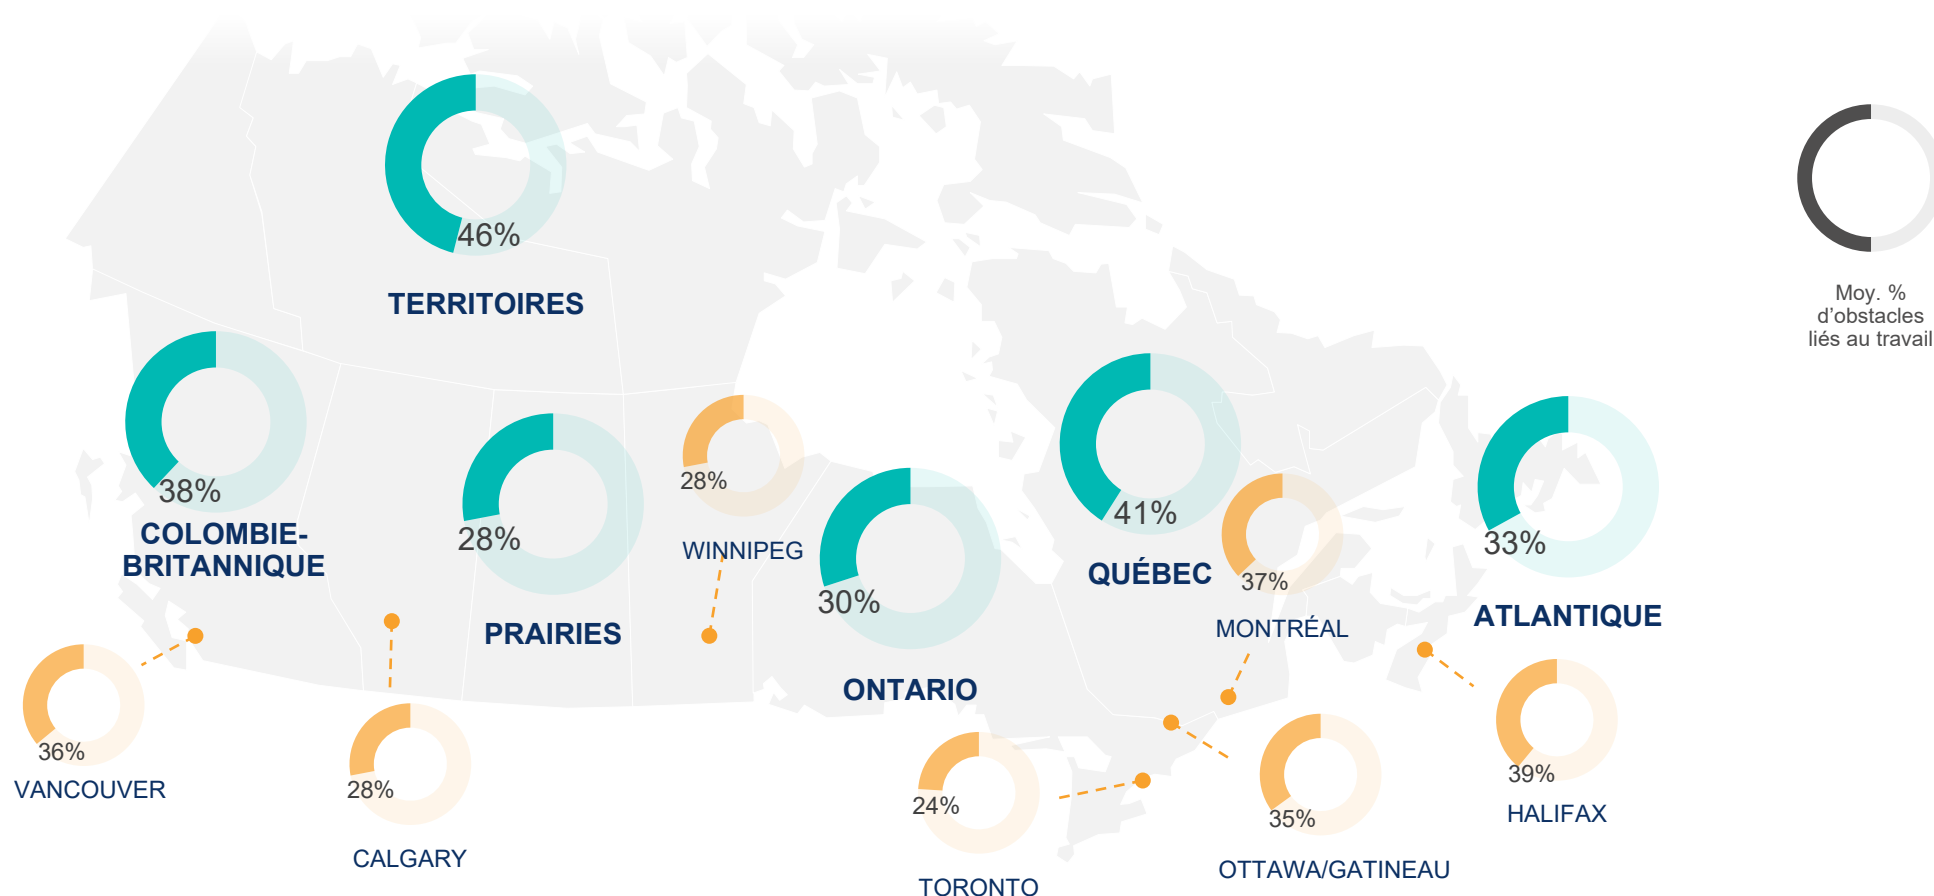 46%
TERRITOIRES
Moy. %
d’obstacles
liés au travail
38%
COLOMBIE-
BRITANNIQUE
28%
PRAIRIES
28%
WINNIPEG
30%
ONTARIO
41%
QUÉBEC
37%
MONTRÉAL
33%
ATLANTIQUE
36%
VANCOUVER
28%
CALGARY
24%
TORONTO
35%
OTTAWA/GATINEAU
39%
HALIFAX